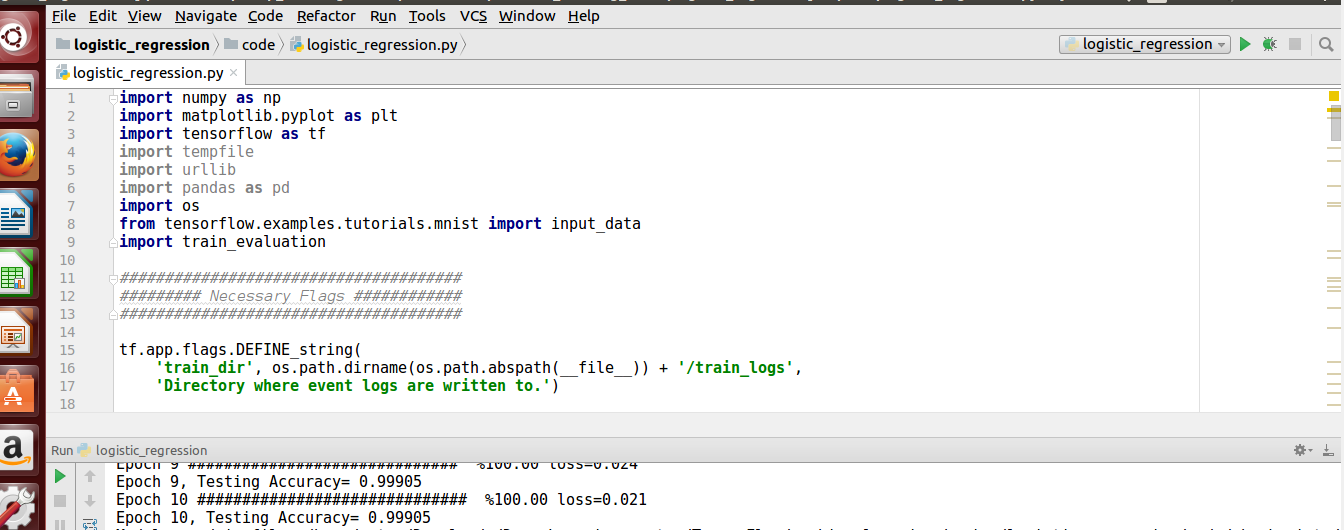 File Edit View Navigate Code Refactor Run Tools VCS Window Help
logistic_regression code logistic_regression.py logistic_regression
logistic_regression.py
1 import numpy as np
2 import matplotlib.pyplot as plt
3 import tensorflow as tf
4 import tempfile
5 import urllib
6 import pandas as pd
7 import os
8 from tensorflow.examples.tutorials.mnist import input_data
9 import train_evaluation
10
11 ######################################
12 ######### Necessary Flags ############
13 ######################################
14
15 tf.app.flags.DEFINE_string(
16 'train_dir', os.path.dirname(os.path.abspath(__file__)) + '/train_logs',
17 'Directory where event logs are written to.')
18
Run logistic_regression
Epoch 9 ############################## %100.00 loss=0.024
Epoch 9, Testing Accuracy= 0.99905
Epoch 10 ############################## %100.00 loss=0.021
Epoch 10, Testing Accuracy= 0.99905